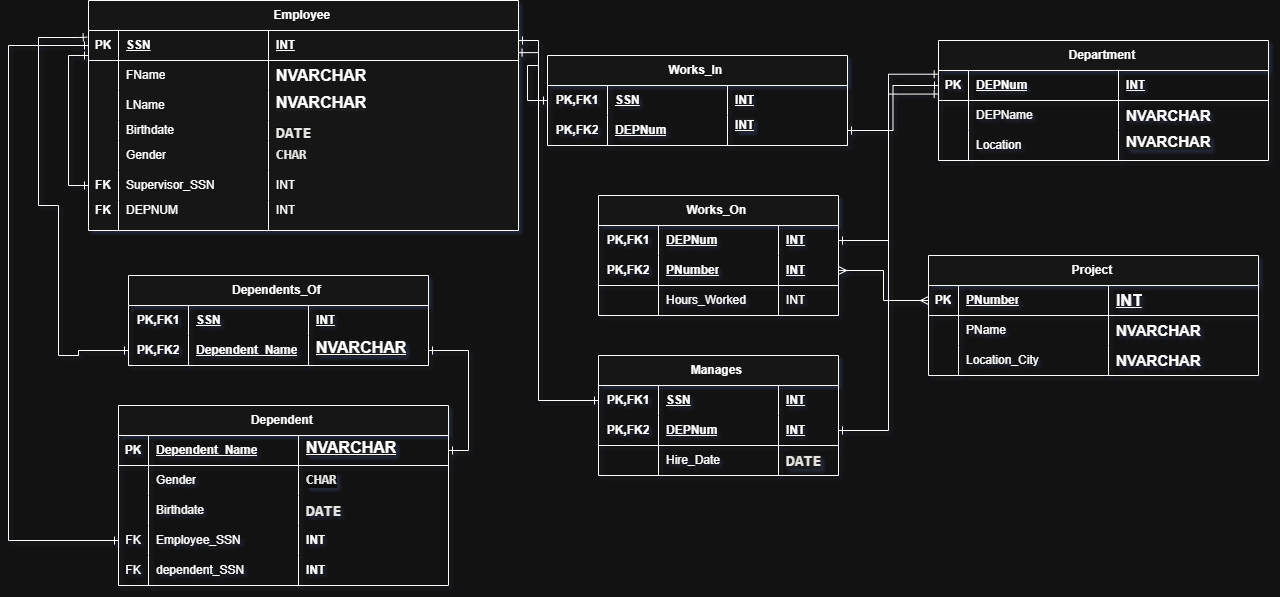 Employee
PK SSN INT
FName NVARCHAR
LName NVARCHAR
Birthdate DATE
Gender CHAR
FK Supervisor_SSN INT
FK DEPNUM INT
Works_In
PK,FK1 SSN INT
PK,FK2 DEPNum INT
Department
PK DEPNum INT
DEPName NVARCHAR
Location NVARCHAR
Works_On
PK,FK1 DEPNum INT
PK,FK2 PNumber INT
Hours_Worked INT
Project
PK PNumber INT
PName NVARCHAR
Location_City NVARCHAR
Dependents_Of
PK,FK1 SSN INT
PK,FK2 Dependent_Name NVARCHAR
Manages
PK,FK1 SSN INT
PK,FK2 DEPNum INT
Hire_Date DATE
Dependent
PK Dependent_Name NVARCHAR
Gender CHAR
Birthdate DATE
FK Employee_SSN INT
FK dependent_SSN INT